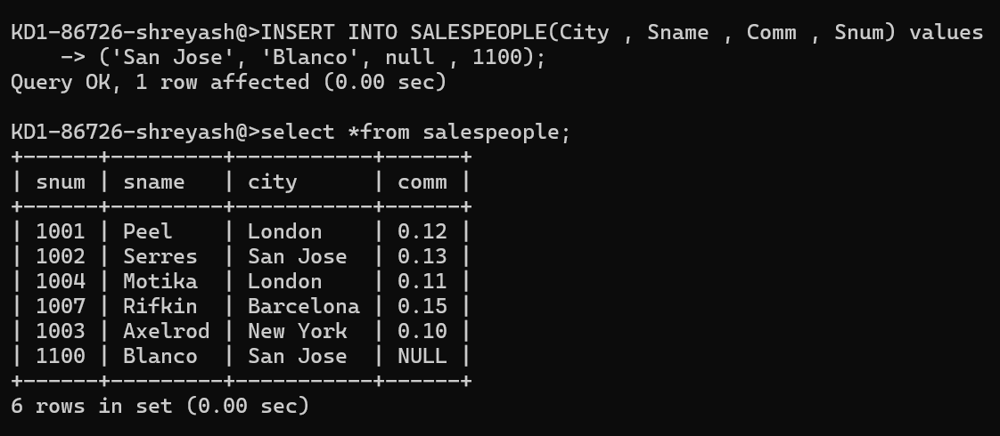 KD1-86726-shreyash@>INSERT INTO SALESPEOPLE(City , Sname , Comm , Snum) values
    -> ('San Jose', 'Blanco', null , 1100);
Query OK, 1 row affected (0.00 sec)

KD1-86726-shreyash@>select *from salespeople;
+------+---------+-----------+------+
| snum | sname   | city      | comm |
+------+---------+-----------+------+
| 1001 | Peel    | London    | 0.12 |
| 1002 | Serres  | San Jose  | 0.13 |
| 1004 | Motika  | London    | 0.11 |
| 1007 | Rifkin  | Barcelona | 0.15 |
| 1003 | Axelrod | New York  | 0.10 |
| 1100 | Blanco  | San Jose  | NULL |
+------+---------+-----------+------+
6 rows in set (0.00 sec)